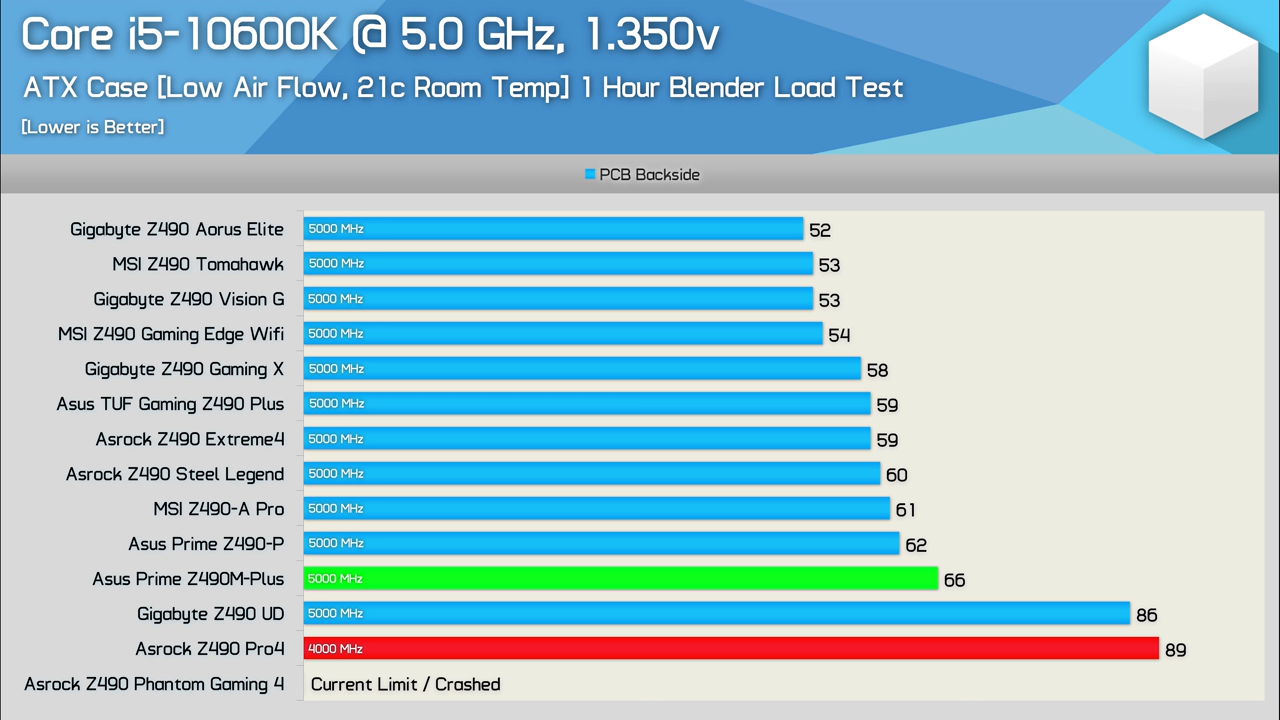 Core i5-10600K @ 5.0 GHz, 1.350v
ATX Case [Low Air Flow, 21c Room Temp] 1 Hour Blender Load Test
[Lower is Better]
PCB Backside
Gigabyte Z490 Aorus Elite 5000 MHz 52
MSI Z490 Tomahawk 5000 MHz 53
Gigabyte Z490 Vision G 5000 MHz 53
MSI Z490 Gaming Edge Wifi 5000 MHz 54
Gigabyte Z490 Gaming X 5000 MHz 58
Asus TUF Gaming Z490 Plus 5000 MHz 59
Asrock Z490 Extreme4 5000 MHz 59
Asrock Z490 Steel Legend 5000 MHz 60
MSI Z490-A Pro 5000 MHz 61
Asus Prime Z490-P 5000 MHz 62
Asus Prime Z490M-Plus 5000 MHz 66
Gigabyte Z490 UD 5000 MHz 86
Asrock Z490 Pro4 4000 MHz 89
Asrock Z490 Phantom Gaming 4 Current Limit / Crashed